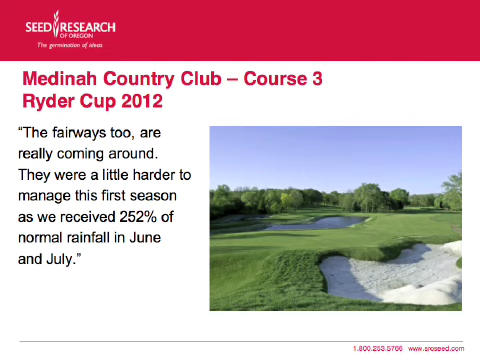 SEED RESEARCH
OF OREGON
The germination of ideas
Medinah Country Club – Course 3
Ryder Cup 2012
“The fairways too, are
really coming around.
They were a little harder to
manage this first season
as we received 252% of
normal rainfall in June
and July.”
1.800.253.5766 www.sroseed.com